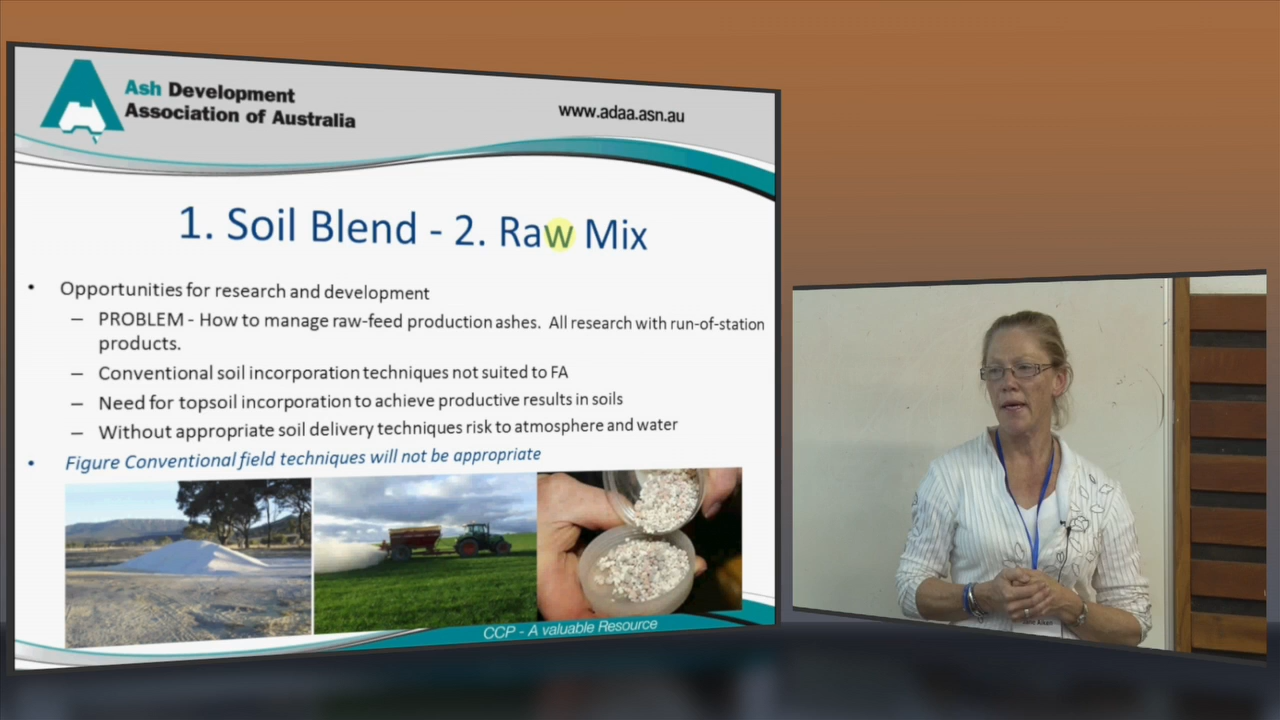 Ash Development
Association of Australia
www.adaa.asn.au
1. Soil Blend - 2. Raw Mix
• Opportunities for research and development
– PROBLEM - How to manage raw-feed production ashes. All research with run-of-station
products.
– Conventional soil incorporation techniques not suited to FA
– Need for topsoil incorporation to achieve productive results in soils
– Without appropriate soil delivery techniques risk to atmosphere and water
• Figure Conventional field techniques will not be appropriate
CCP - A valuable Resource